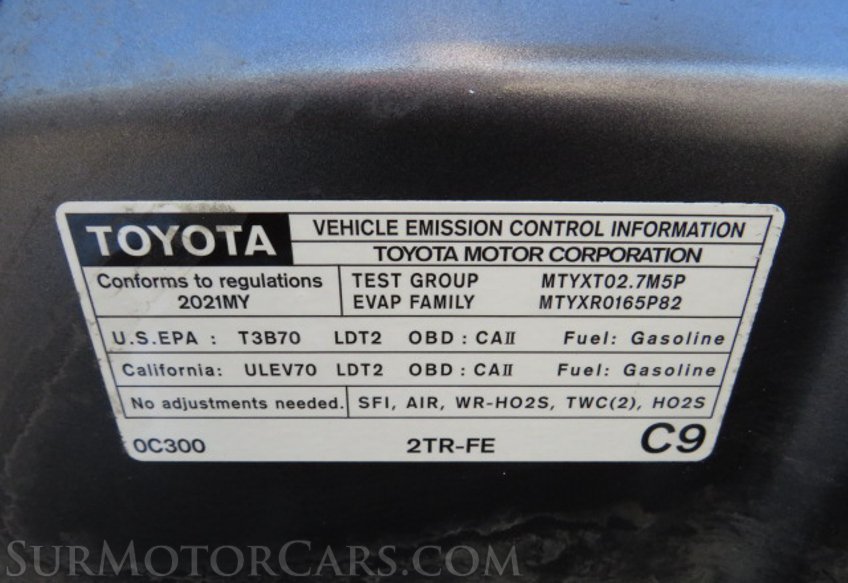 TOYOTA
VEHICLE EMISSION CONTROL INFORMATION
TOYOTA MOTOR CORPORATION
Conforms to regulations
2021MY
TEST GROUP MTYXT02.7M5P
EVAP FAMILY MTYXR0165P82
U.S.EPA : T3B70 LDT2 OBD : CAⅡ Fuel: Gasoline
California: ULEV70 LDT2 OBD : CAⅡ Fuel: Gasoline
No adjustments needed. SFI, AIR, WR-HO2S, TWC(2), HO2S
0C300 2TR-FE C9
SurMotorCars.com